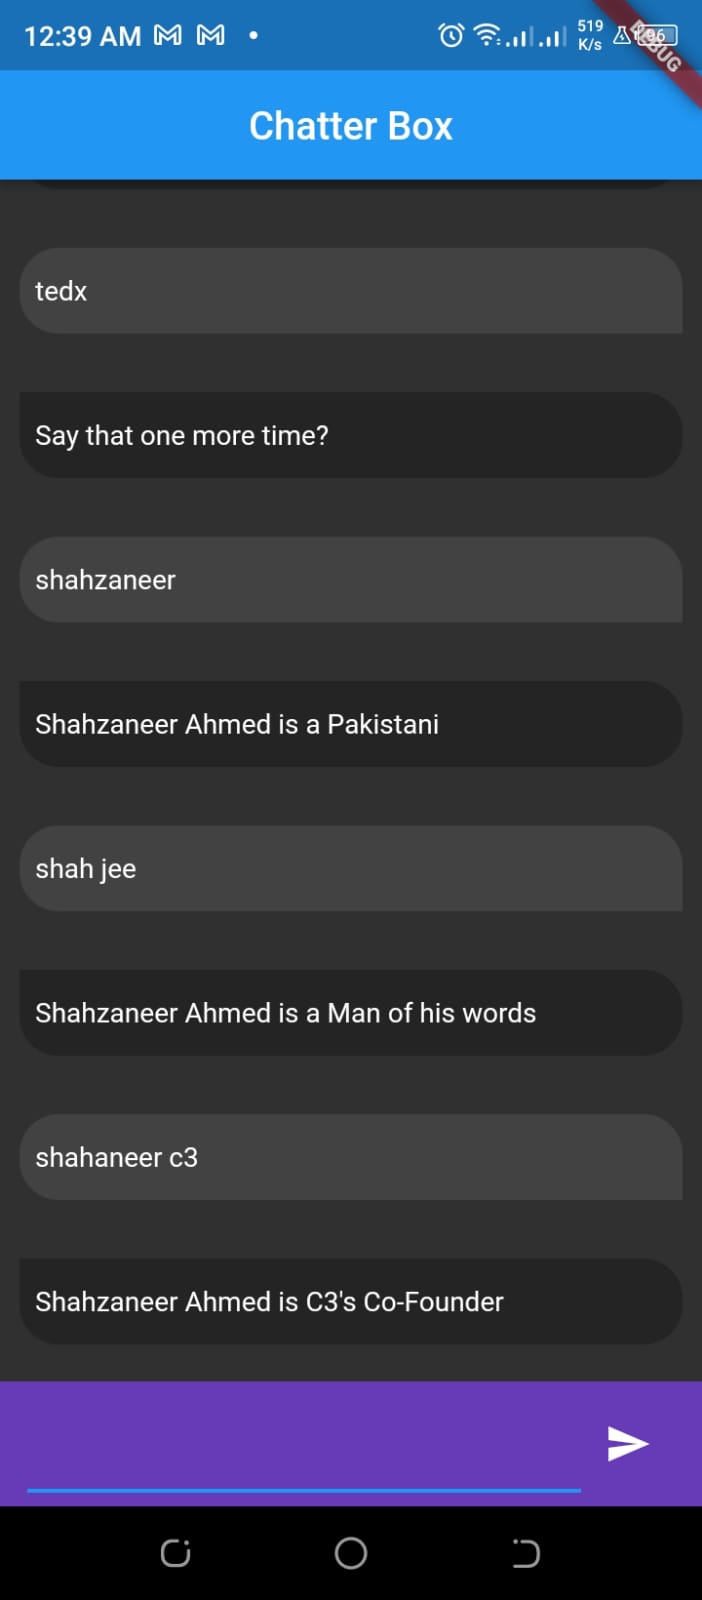 12:39 AM
519
K/s
96
DEBUG
Chatter Box
tedx
Say that one more time?
shahzaneer
Shahzaneer Ahmed is a Pakistani
shah jee
Shahzaneer Ahmed is a Man of his words
shahaneer c3
Shahzaneer Ahmed is C3's Co-Founder